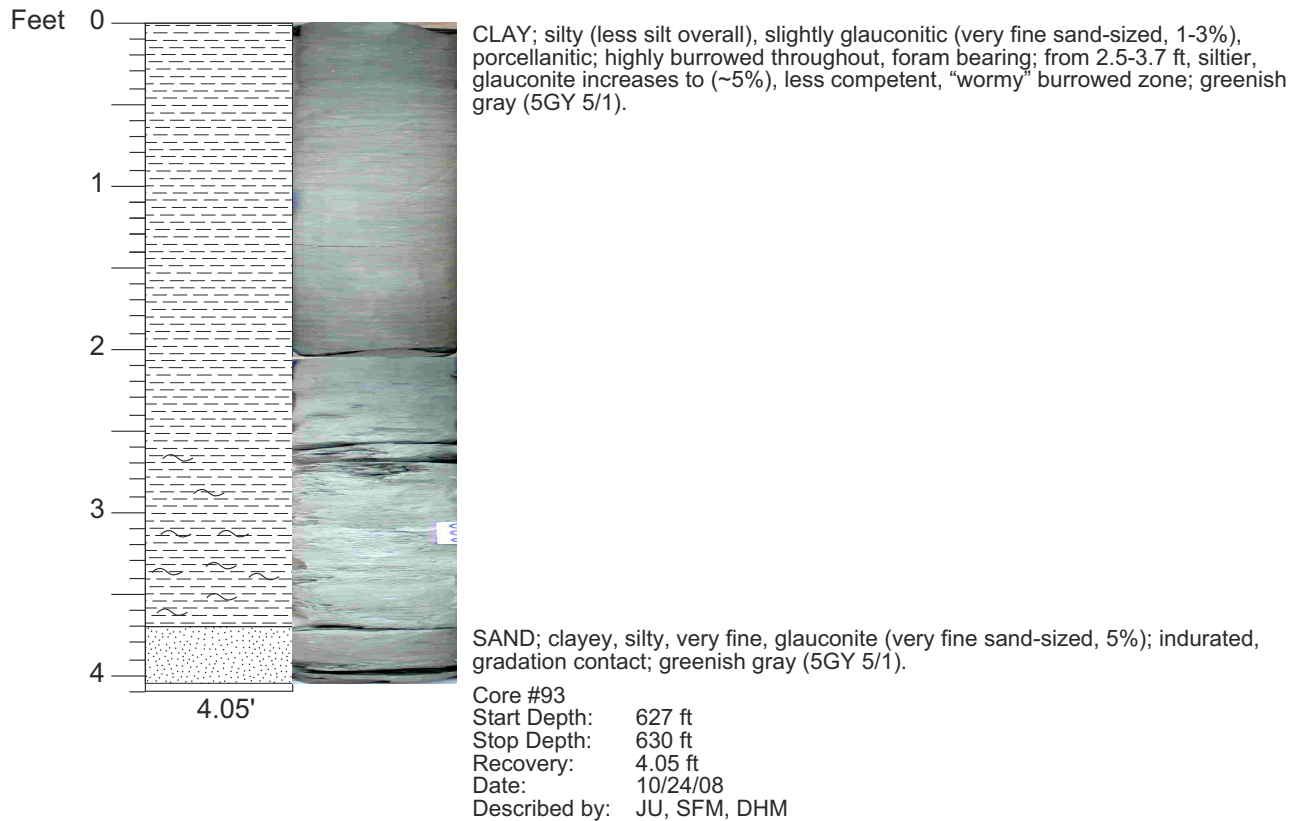 Feet
0
CLAY; silty (less silt overall), slightly glauconitic (very fine sand-sized, 1-3%),
porcellanitic; highly burrowed throughout, foram bearing; from 2.5-3.7 ft, siltier,
glauconite increases to (~5%), less competent, “wormy” burrowed zone; greenish
gray (5GY 5/1).
1
2
3
SAND; clayey, silty, very fine, glauconite (very fine sand-sized, 5%); indurated,
gradation contact; greenish gray (5GY 5/1).
4
4.05'
Core #93
Start Depth: 627 ft
Stop Depth: 630 ft
Recovery: 4.05 ft
Date: 10/24/08
Described by: JU, SFM, DHM